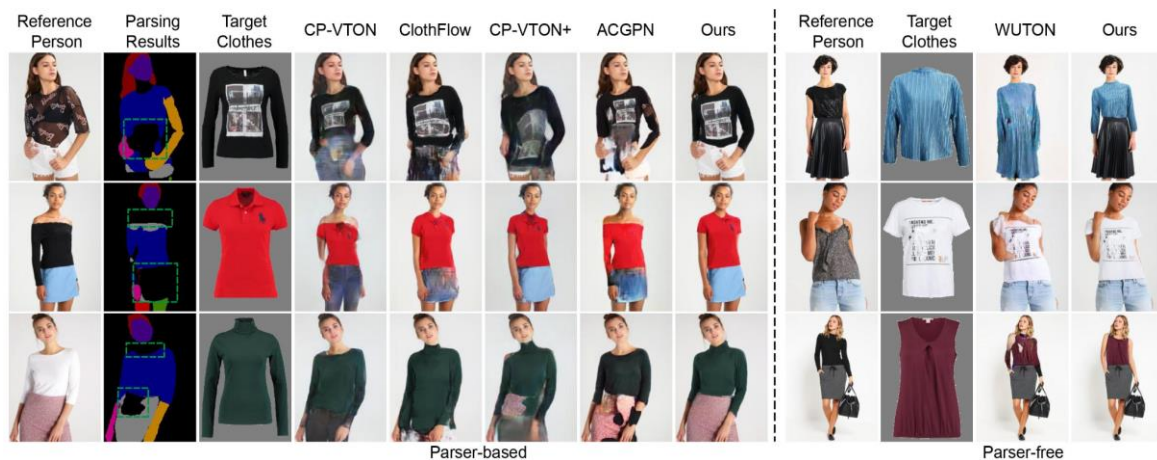 Reference Person
Parsing Results
Target Clothes
CP-VTON
ClothFlow
CP-VTON+
ACGPN
Ours
Reference Person
Target Clothes
WUTON
Ours
Parser-based
Parser-free